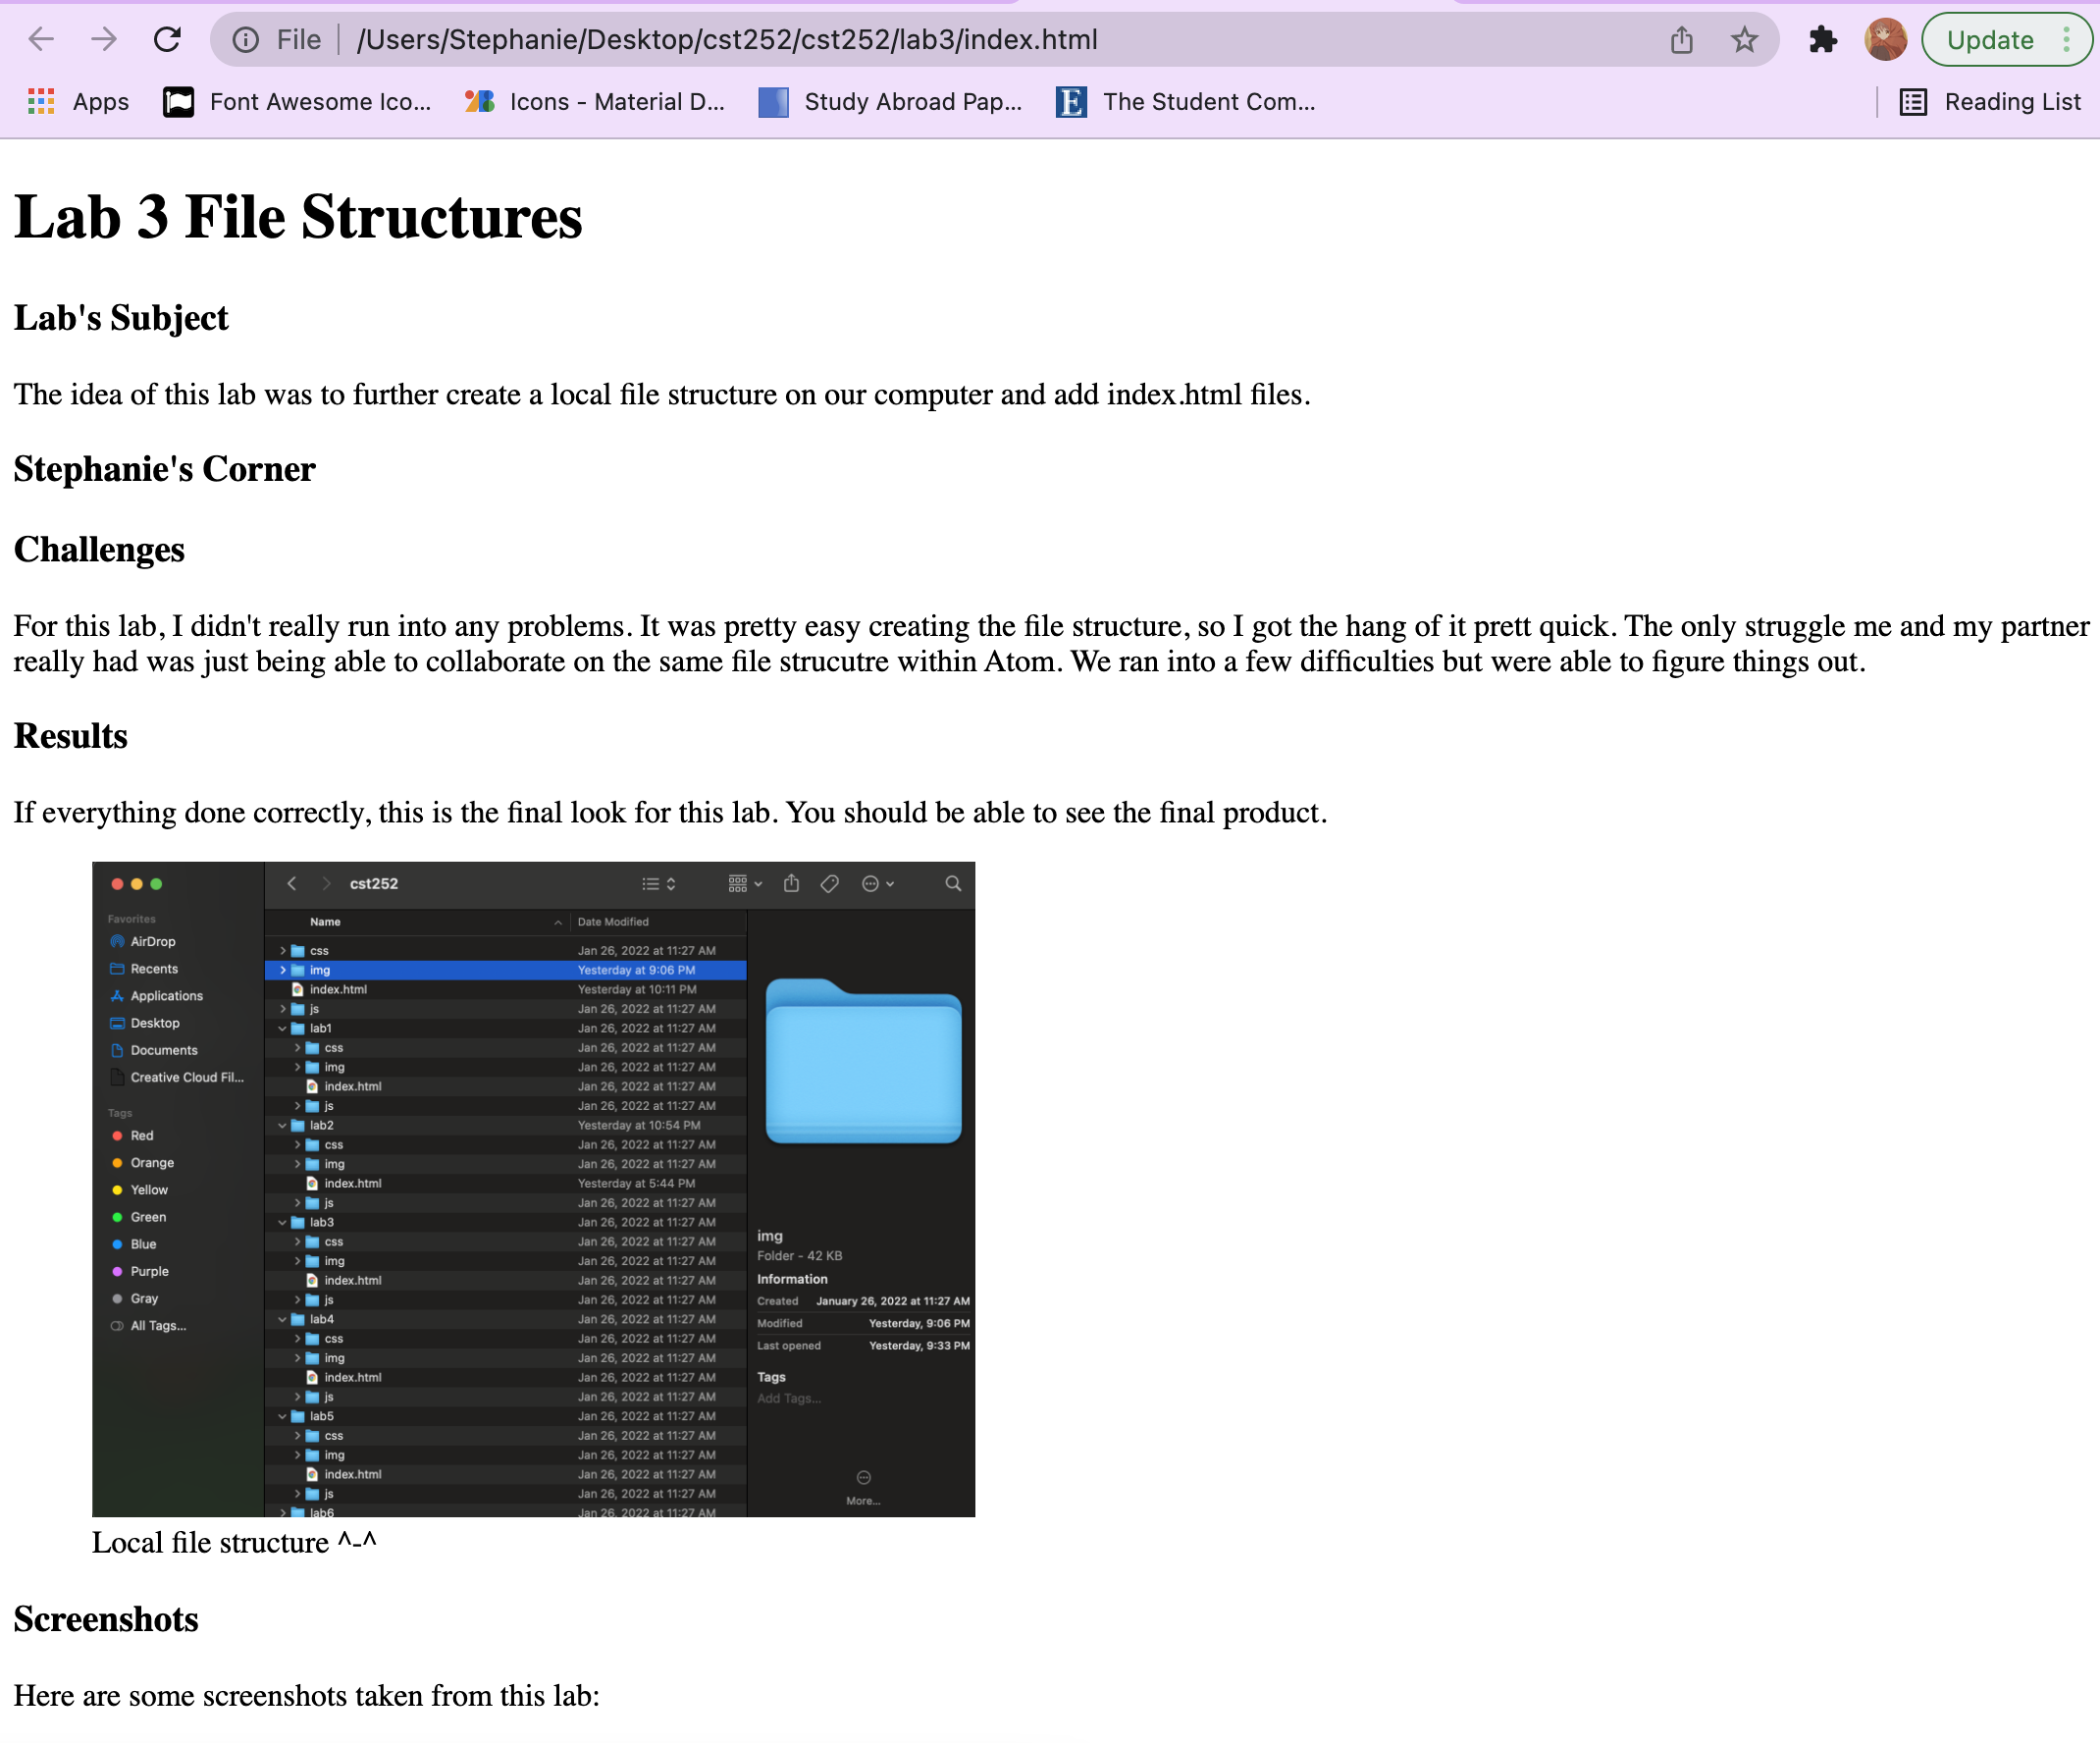 File | /Users/Stephanie/Desktop/cst252/cst252/lab3/index.html Update
Apps Font Awesome Ico... Icons - Material D... Study Abroad Pap... The Student Com... Reading List
Lab 3 File Structures
Lab's Subject
The idea of this lab was to further create a local file structure on our computer and add index.html files.
Stephanie's Corner
Challenges
For this lab, I didn't really run into any problems. It was pretty easy creating the file structure, so I got the hang of it prett quick. The only struggle me and my partner
really had was just being able to collaborate on the same file strucutre within Atom. We ran into a few difficulties but were able to figure things out.
Results
If everything done correctly, this is the final look for this lab. You should be able to see the final product.
cst252
Favorites
AirDrop
Recents
Applications
Desktop
Documents
Creative Cloud Fil...
Tags
Red
Orange
Yellow
Green
Blue
Purple
Gray
All Tags...
Name Date Modified
css Jan 26, 2022 at 11:27 AM
img Yesterday at 9:06 PM
index.html Yesterday at 10:11 PM
js Jan 26, 2022 at 11:27 AM
lab1 Jan 26, 2022 at 11:27 AM
css Jan 26, 2022 at 11:27 AM
img Jan 26, 2022 at 11:27 AM
index.html Jan 26, 2022 at 11:27 AM
js Jan 26, 2022 at 11:27 AM
lab2 Yesterday at 10:54 PM
css Jan 26, 2022 at 11:27 AM
img Jan 26, 2022 at 11:27 AM
index.html Yesterday at 5:44 PM
js Jan 26, 2022 at 11:27 AM
lab3 Jan 26, 2022 at 11:27 AM
css Jan 26, 2022 at 11:27 AM
img Jan 26, 2022 at 11:27 AM
index.html Jan 26, 2022 at 11:27 AM
js Jan 26, 2022 at 11:27 AM
lab4 Jan 26, 2022 at 11:27 AM
css Jan 26, 2022 at 11:27 AM
img Jan 26, 2022 at 11:27 AM
index.html Jan 26, 2022 at 11:27 AM
js Jan 26, 2022 at 11:27 AM
lab5 Jan 26, 2022 at 11:27 AM
css Jan 26, 2022 at 11:27 AM
img Jan 26, 2022 at 11:27 AM
index.html Jan 26, 2022 at 11:27 AM
js Jan 26, 2022 at 11:27 AM
lab6 Jan 26, 2022 at 11:27 AM
img
Folder - 42 KB
Information
Created January 26, 2022 at 11:27 AM
Modified Yesterday, 9:06 PM
Last opened Yesterday, 9:33 PM
Tags
Add Tags...
More...
Local file structure ^-^
Screenshots
Here are some screenshots taken from this lab: